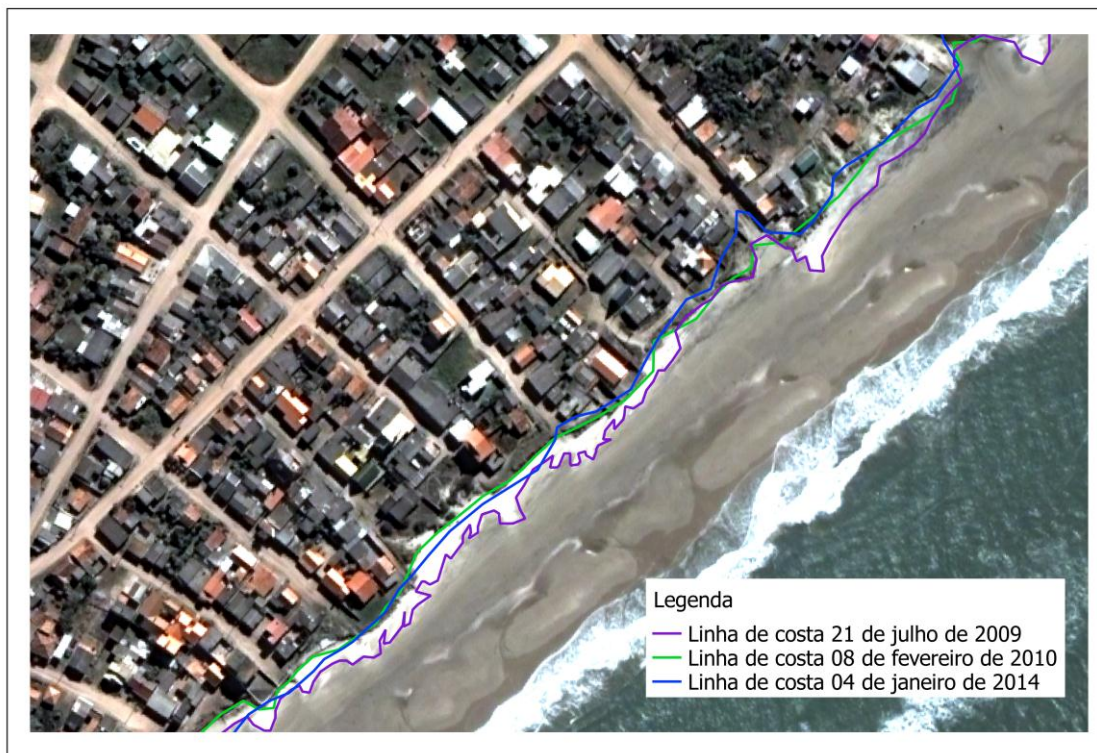 Legenda
Linha de costa 21 de julho de 2009
Linha de costa 08 de fevereiro de 2010
Linha de costa 04 de janeiro de 2014